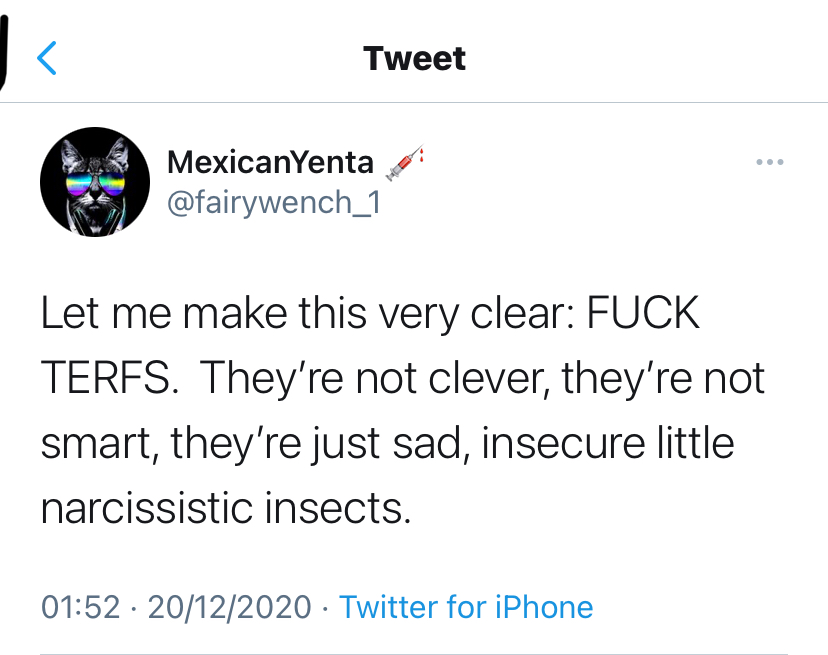 Tweet
MexicanYenta 💉
@fairywench_1
Let me make this very clear: FUCK
TERFS.  They’re not clever, they’re not
smart, they’re just sad, insecure little
narcissistic insects.
01:52 · 20/12/2020 · Twitter for iPhone